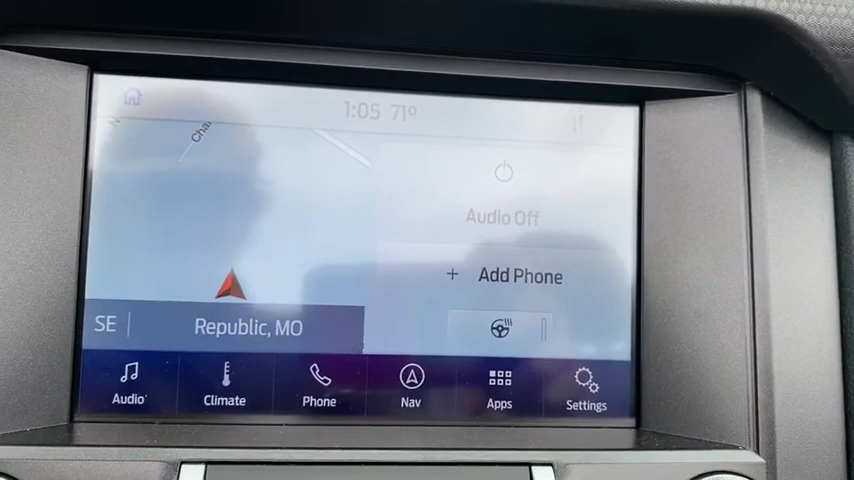 1:05 71°
Cha
Audio Off
+ Add Phone
SE
Republic, MO
Audio
Climate
Phone
Nav
Apps
Settings